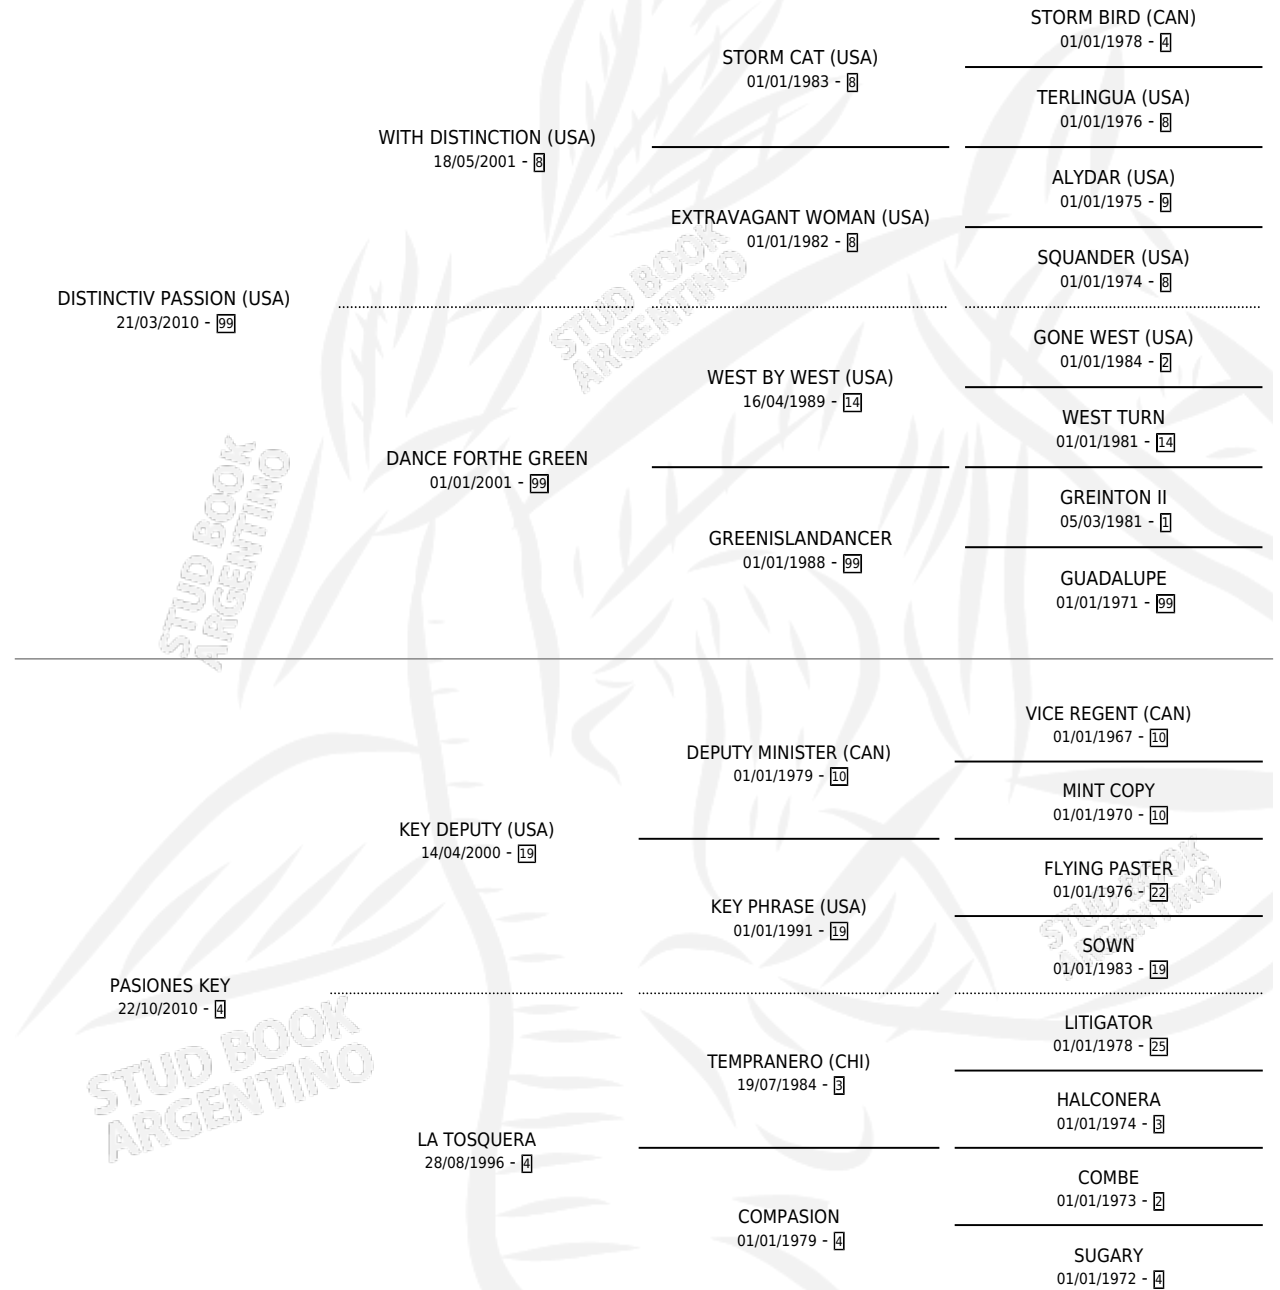 STORM BIRD (CAN)
01/01/1978 - 4
STORM CAT (USA)
01/01/1983 - 8
TERLINGUA (USA)
01/01/1976 - 8
WITH DISTINCTION (USA)
18/05/2001 - 8
ALYDAR (USA)
01/01/1975 - 9
EXTRAVAGANT WOMAN (USA)
01/01/1982 - 8
SQUANDER (USA)
01/01/1974 - 8
DISTINCTIV PASSION (USA)
21/03/2010 - 99
GONE WEST (USA)
01/01/1984 - 2
WEST BY WEST (USA)
16/04/1989 - 14
WEST TURN
01/01/1981 - 14
DANCE FORTHE GREEN
01/01/2001 - 99
GREINTON II
05/03/1981 - 1
GREENISLANDANCER
01/01/1988 - 99
GUADALUPE
01/01/1971 - 99
VICE REGENT (CAN)
01/01/1967 - 10
DEPUTY MINISTER (CAN)
01/01/1979 - 10
MINT COPY
01/01/1970 - 10
KEY DEPUTY (USA)
14/04/2000 - 19
FLYING PASTER
01/01/1976 - 22
KEY PHRASE (USA)
01/01/1991 - 19
SOWN
01/01/1983 - 19
PASIONES KEY
22/10/2010 - 4
LITIGATOR
01/01/1978 - 25
TEMPRANERO (CHI)
19/07/1984 - 3
HALCONERA
01/01/1974 - 3
LA TOSQUERA
28/08/1996 - 4
COMBE
01/01/1973 - 2
COMPASION
01/01/1979 - 4
SUGARY
01/01/1972 - 4
STUD BOOK
ARGENTINO
STUD BOOK
ARGENTINO
STUD BOOK
ARGENTINO
STUD BOOK
ARGENTINO